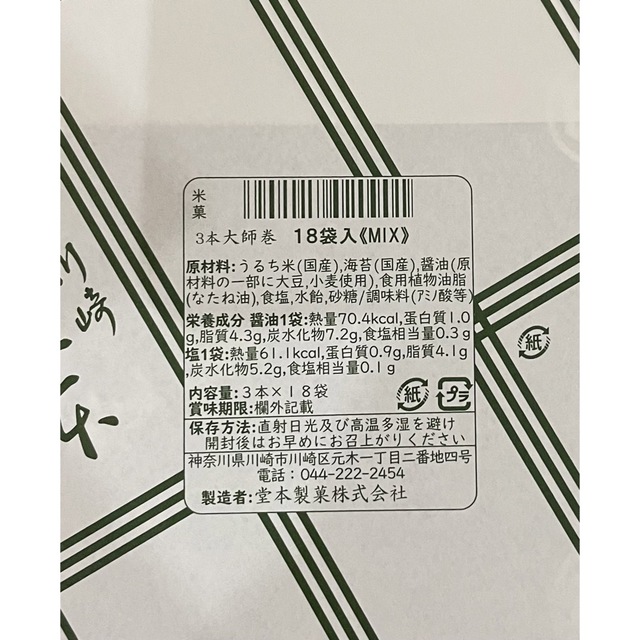 米菓
3本大師巻 18袋入《MIX》
原材料:うるち米(国産),海苔(国産),醤油(原
材料の一部に大豆,小麦使用),食用植物油脂
(なたね油),食塩,水飴,砂糖/調味料(アミノ酸等)
栄養成分 醤油1袋:熱量70.4kcal,蛋白質1.0
g,脂質4.3g,炭水化物7.2g,食塩相当量0.3g
塩1袋:熱量61.1kcal,蛋白質0.9g,脂質4.1g
,炭水化物5.2g,食塩相当量0.1g
内容量:3本×18袋
賞味期限:欄外記載
紙 プラ
保存方法:直射日光及び高温多湿を避け
開封後はお早めにお召上がりください
神奈川県川崎市川崎区元木一丁目二番地四号
電話:044-222-2454
製造者:堂本製菓株式会社
紙
崎